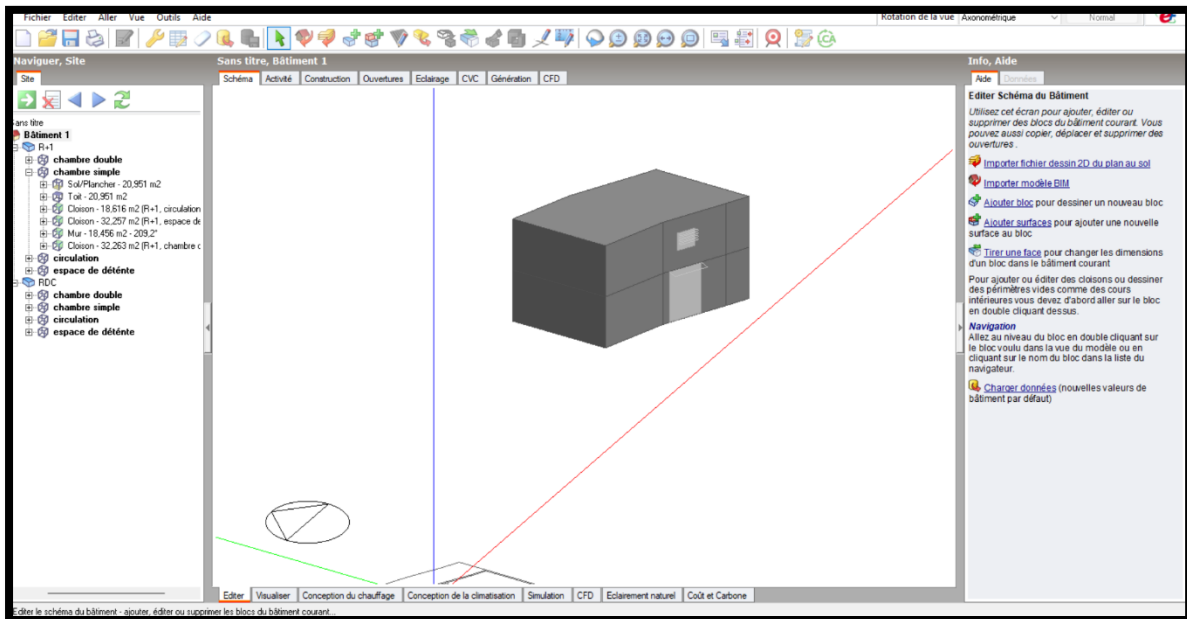 Fichier Editer Aller Vue Outils Aide
Rotation de la vue Axonométrique Normal
Naviguer, Site
Sans titre, Bâtiment 1
Info, Aide
Site
Schéma Activité Construction Ouvertures Eclairage CVC Génération CFD
Aide Données
ans titre
Bâtiment 1
R+1
chambre double
chambre simple
Sol/Plancher - 20,951 m2
Toit - 20,951 m2
Cloison - 18,616 m2 (R+1, circulation
Cloison - 32,257 m2 (R+1, espace de
Mur - 18,456 m2 - 209,2°
Cloison - 32,263 m2 (R+1, chambre c
circulation
espace de déténte
RDC
chambre double
chambre simple
circulation
espace de déténte
Editer Schéma du Bâtiment
Utilisez cet écran pour ajouter, éditer ou
supprimer des blocs du bâtiment courant. Vous
pouvez aussi copier, déplacer et supprimer des
ouvertures .
Importer fichier dessin 2D du plan au sol
Importer modèle BIM
Ajouter bloc pour dessiner un nouveau bloc
Ajouter surfaces pour ajouter une nouvelle
surface au bloc
Tirer une face pour changer les dimensions
d'un bloc dans le bâtiment courant
Pour ajouter ou éditer des cloisons ou dessiner
des périmètres vides comme des cours
intérieures vous devez d'abord aller sur le bloc
en double cliquant dessus.
Navigation
Allez au niveau du bloc en double cliquant sur
le bloc voulu dans la vue du modèle ou en
cliquant sur le nom du bloc dans la liste du
navigateur.
Charger données (nouvelles valeurs de
bâtiment par défaut)
Editer Visualiser Conception du chauffage Conception de la climatisation Simulation CFD Eclairement naturel Coût et Carbone
Editer le schéma du bâtiment - ajouter, éditer ou supprimer les blocs du bâtiment courant...